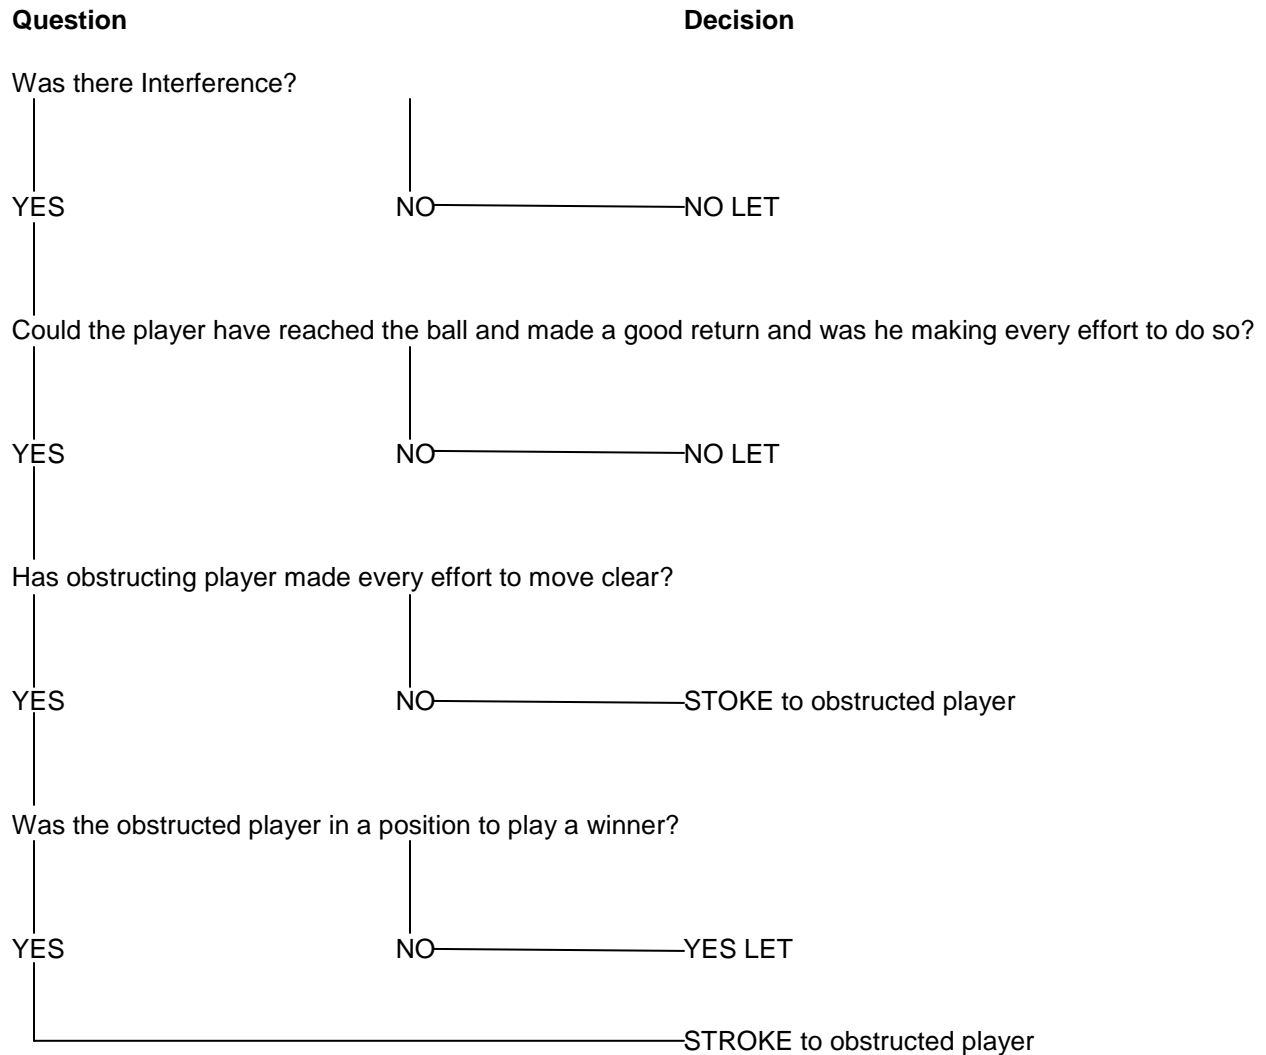 Question Decision
Was there Interference?
YES NO NO LET
Could the player have reached the ball and made a good return and was he making every effort to do so?
YES NO NO LET
Has obstructing player made every effort to move clear?
YES NO STOKE to obstructed player
Was the obstructed player in a position to play a winner?
YES NO YES LET
STROKE to obstructed player